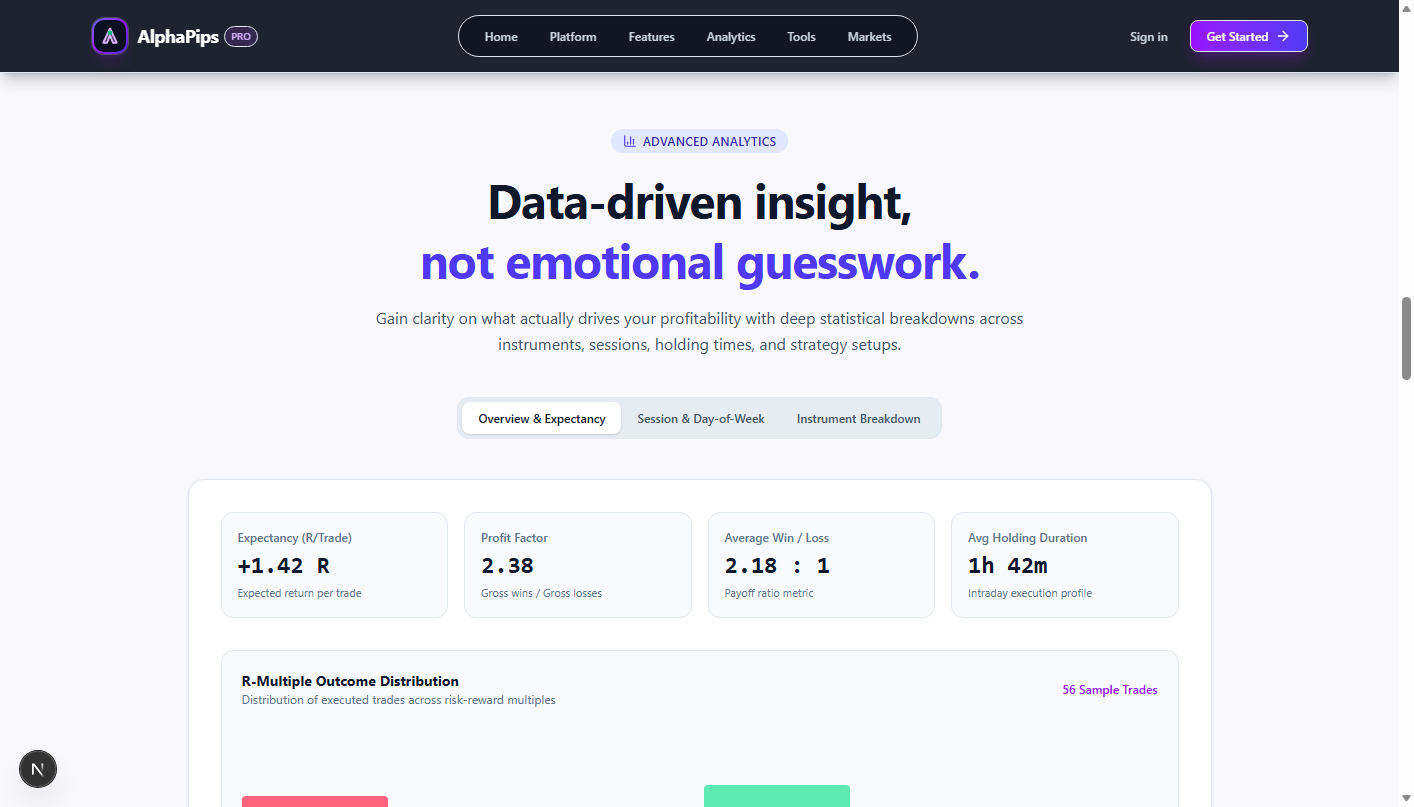 AlphaPips PRO
Home Platform Features Analytics Tools Markets
Sign in
Get Started
ADVANCED ANALYTICS
Data-driven insight,
not emotional guesswork.
Gain clarity on what actually drives your profitability with deep statistical breakdowns across
instruments, sessions, holding times, and strategy setups.
Overview & Expectancy Session & Day-of-Week Instrument Breakdown
Expectancy (R/Trade)
+1.42 R
Expected return per trade
Profit Factor
2.38
Gross wins / Gross losses
Average Win / Loss
2.18 : 1
Payoff ratio metric
Avg Holding Duration
1h 42m
Intraday execution profile
R-Multiple Outcome Distribution
Distribution of executed trades across risk-reward multiples
56 Sample Trades
N